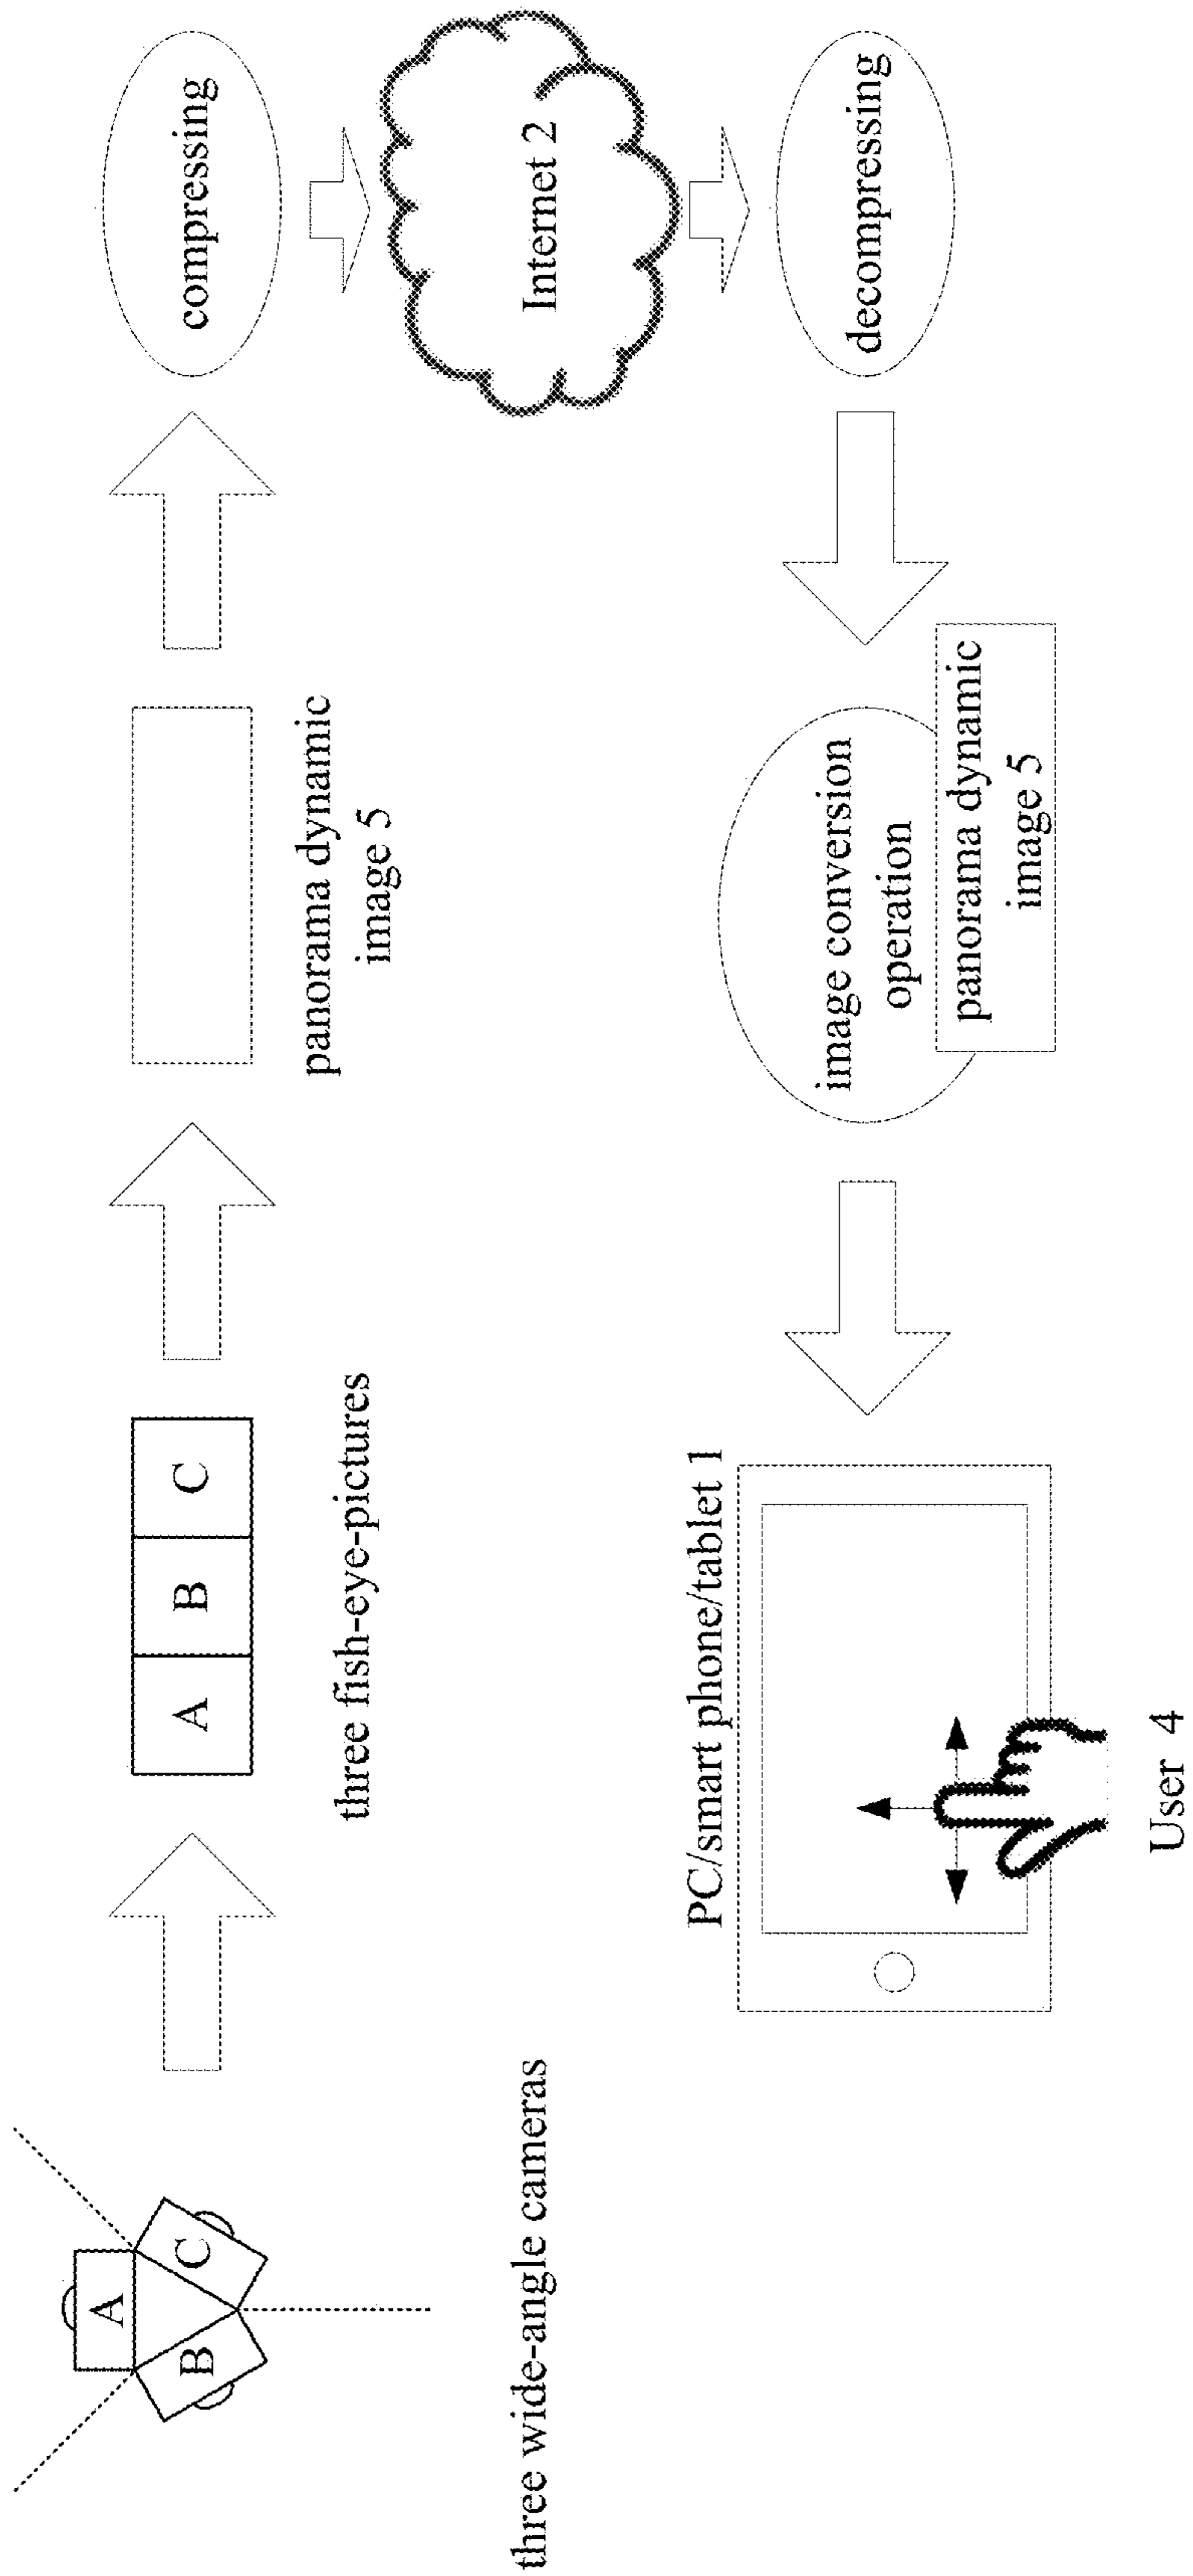 A
B
C
three wide-angle cameras
A
B
C
three fish-eye-pictures
panorama dynamic
image 5
compressing
Internet 2
decompressing
image conversion
operation
panorama dynamic
image 5
PC/smart phone/tablet 1
User 4